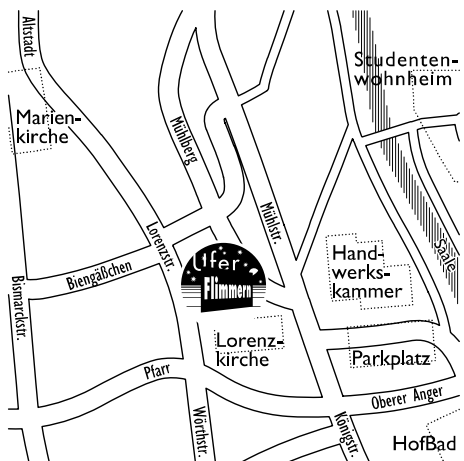 Altstadt
Studenten-
wohnheim
Marien-
kirche
Mühlberg
Mühlstr.
Lorenzstr.
Saale
Ufer
Flimmern
Hand-
werks-
kammer
Biengäßchen
Bismarckstr.
Lorenz-
kirche
Parkplatz
Pfarr
Oberer Anger
Wörthstr.
Königstr.
HofBad